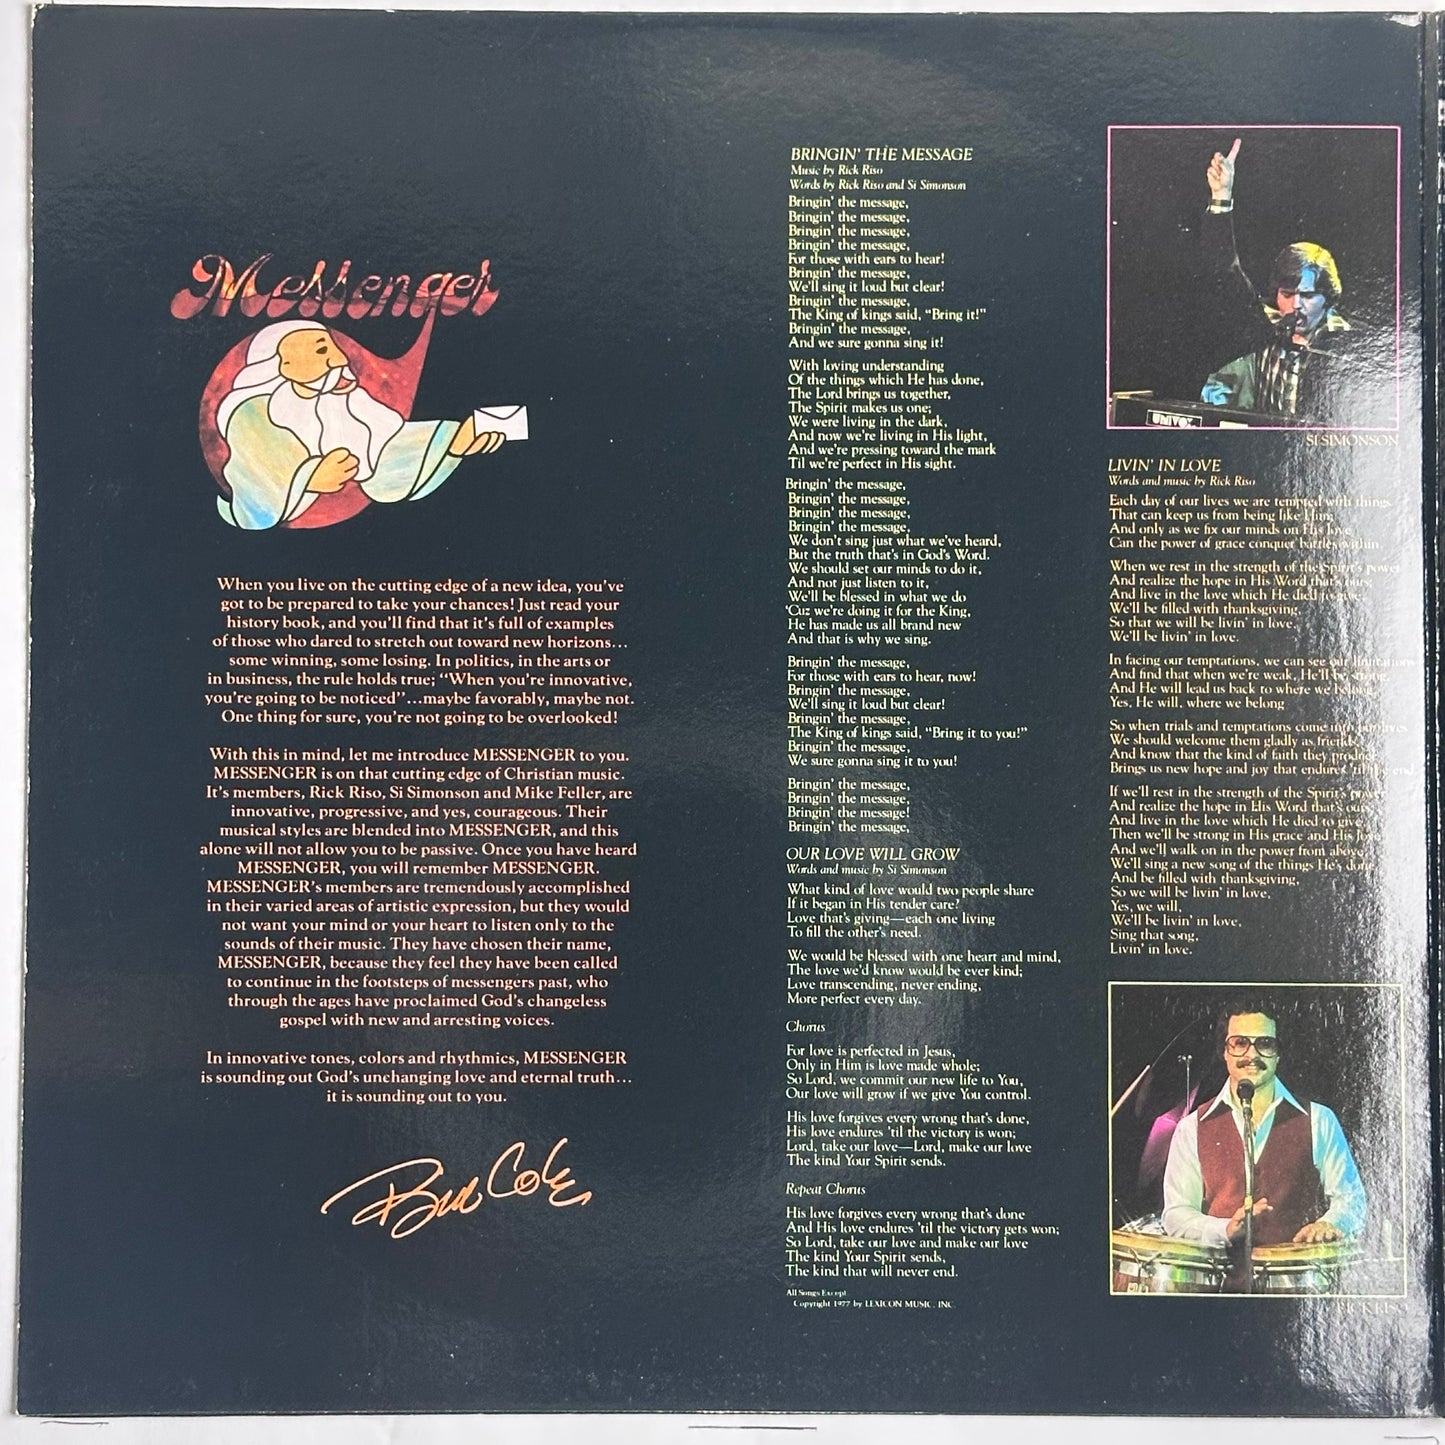 Messenger
When you live on the cutting edge of a new idea, you've
got to be prepared to take your chances! Just read your
history book, and you'll find that it's full of examples
of those who dared to stretch out toward new horizons...
some winning, some losing. In politics, in the arts or
in business, the rule holds true; "When you're innovative,
you're going to be noticed"...maybe favorably, maybe not.
One thing for sure, you're not going to be overlooked!
With this in mind, let me introduce MESSENGER to you.
MESSENGER is on that cutting edge of Christian music.
It's members, Rick Riso, Si Simonson and Mike Feller, are
innovative, progressive, and yes, courageous. Their
musical styles are blended into MESSENGER, and this
alone will not allow you to be passive. Once you have heard
MESSENGER, you will remember MESSENGER.
MESSENGER's members are tremendously accomplished
in their varied areas of artistic expression, but they would
not want your mind or your heart to listen only to the
sounds of their music. They have chosen their name,
MESSENGER, because they feel they have been called
to continue in the footsteps of messengers past, who
through the ages have proclaimed God's changeless
gospel with new and arresting voices.
In innovative tones, colors and rhythmics, MESSENGER
is sounding out God's unchanging love and eternal truth...
it is sounding out to you.
Bill Cole
BRINGIN' THE MESSAGE
Music by Rick Riso
Words by Rick Riso and Si Simonson
Bringin' the message,
Bringin' the message,
Bringin' the message,
Bringin' the message,
For those with ears to hear!
Bringin' the message,
We'll sing it loud but clear!
Bringin' the message,
The King of kings said, "Bring it!"
Bringin' the message,
And we sure gonna sing it!
With loving understanding
Of the things which He has done,
The Lord brings us together,
The Spirit makes us one;
We were living in the dark,
And now we're living in His light,
And we're pressing toward the mark
Til we're perfect in His sight.
Bringin' the message,
Bringin' the message,
Bringin' the message,
Bringin' the message,
We don't sing just what we've heard,
But the truth that's in God's Word.
We should set our minds to do it,
And not just listen to it,
We'll be blessed in what we do
'Cuz we're doing it for the King,
He has made us all brand new
And that is why we sing.
Bringin' the message,
For those with ears to hear, now!
Bringin' the message,
We'll sing it loud but clear!
Bringin' the message,
The King of kings said, "Bring it to you!"
Bringin' the message,
We sure gonna sing it to you!
Bringin' the message,
Bringin' the message,
Bringin' the message!
Bringin' the message,
OUR LOVE WILL GROW
Words and music by Si Simonson
What kind of love would two people share
If it began in His tender care?
Love that's giving—each one living
To fill the other's need.
We would be blessed with one heart and mind,
The love we'd know would be ever kind;
Love transcending, never ending,
More perfect every day.
Chorus
For love is perfected in Jesus,
Only in Him is love made whole;
So Lord, we commit our new life to You,
Our love will grow if we give You control.
His love forgives every wrong that's done,
His love endures 'til the victory is won;
Lord, take our love—Lord, make our love
The kind Your Spirit sends.
Repeat Chorus
His love forgives every wrong that's done
And His love endures 'til the victory gets won;
So Lord, take our love and make our love
The kind Your Spirit sends,
The kind that will never end.
All Songs Except
Copyright 1977 by LEXICON MUSIC, INC.
UNIVOX
SI SIMONSON
LIVIN' IN LOVE
Words and music by Rick Riso
Each day of our lives we are tempted with things
That can keep us from being like Him;
And only as we fix our minds on His love
Can the power of grace conquer battles within.
When we rest in the strength of the Spirit's power
And realize the hope in His Word that's ours;
And live in the love which He died to give,
We'll be filled with thanksgiving,
So that we will be livin' in love,
We'll be livin' in love.
In facing our temptations, we can see our limitations
And find that when we're weak, He'll be strong,
And He will lead us back to where we belong,
Yes, He will, where we belong
So when trials and temptations come into our lives
We should welcome them gladly as friends,
And know that the kind of faith they produce
Brings us new hope and joy that endures 'til the end.
If we'll rest in the strength of the Spirit's power
And realize the hope in His Word that's ours;
And live in the love which He died to give,
Then we'll be strong in His grace and His love
And we'll walk on in the power from above,
We'll sing a new song of the things He's done
And be filled with thanksgiving,
So we will be livin' in love,
Yes, we will,
We'll be livin' in love,
Sing that song,
Livin' in love.
RICK RISO